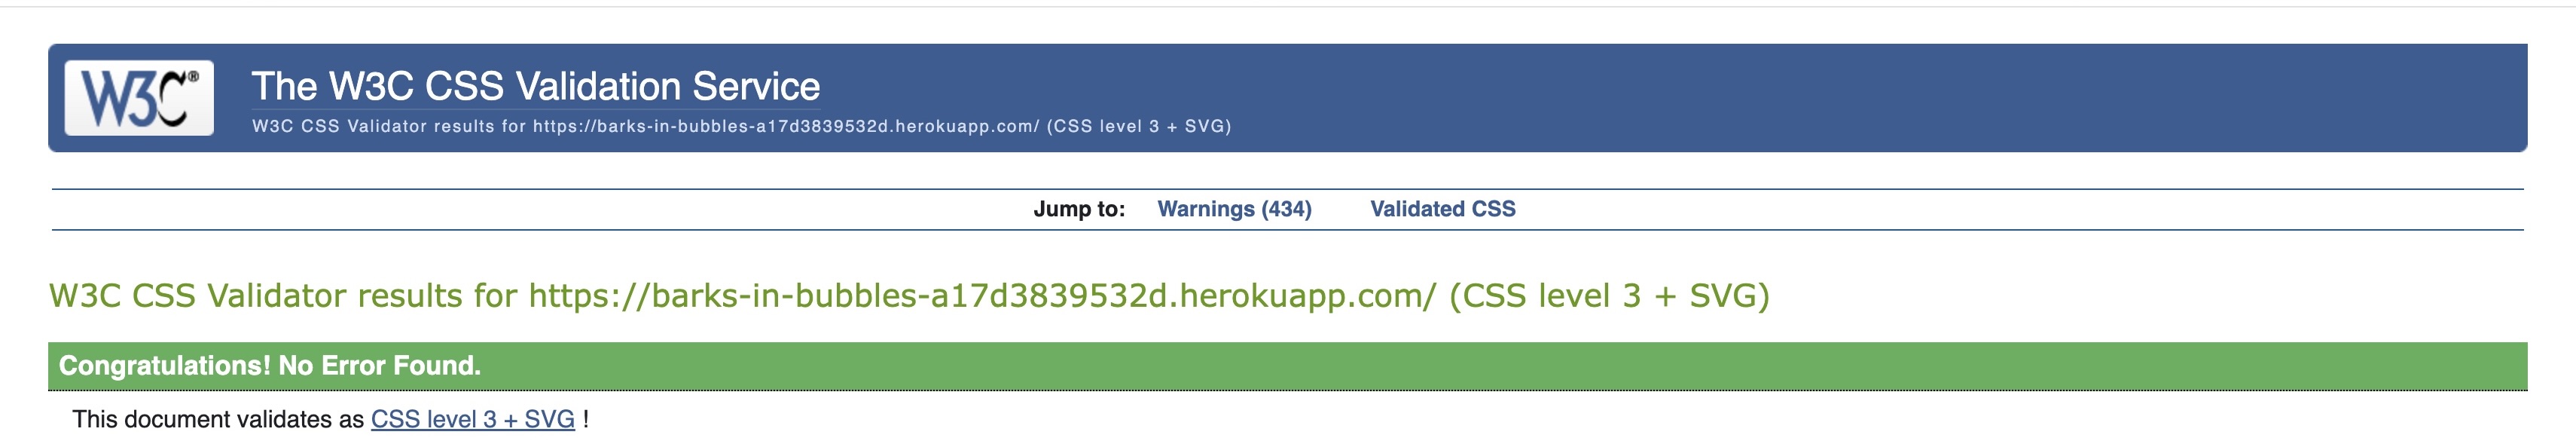 W3C®
The W3C CSS Validation Service
W3C CSS Validator results for https://barks-in-bubbles-a17d3839532d.herokuapp.com/ (CSS level 3 + SVG)
Jump to: Warnings (434) Validated CSS
W3C CSS Validator results for https://barks-in-bubbles-a17d3839532d.herokuapp.com/ (CSS level 3 + SVG)
Congratulations! No Error Found.
This document validates as CSS level 3 + SVG !